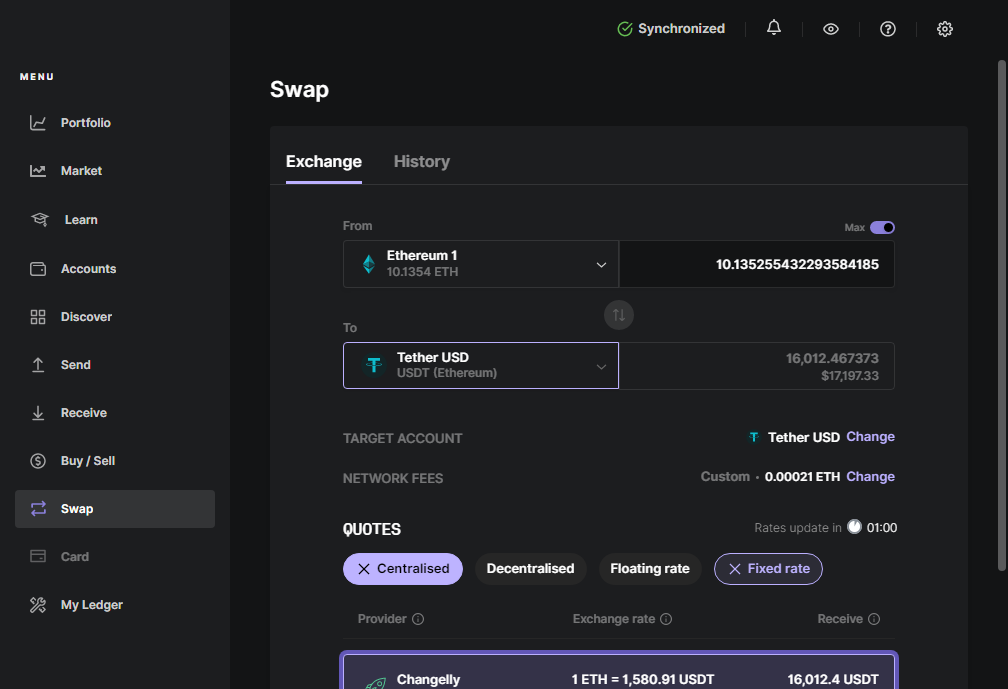 Synchronized
MENU
Portfolio
Market
Learn
Accounts
Discover
Send
Receive
Buy / Sell
Swap
Card
My Ledger
Swap
Exchange History
From Max
Ethereum 1
10.1354 ETH
10.135255432293584185
To
Tether USD
USDT (Ethereum)
16,012.467373
$17,197.33
TARGET ACCOUNT Tether USD Change
NETWORK FEES Custom · 0.00021 ETH Change
QUOTES Rates update in 01:00
Centralised Decentralised Floating rate Fixed rate
Provider Exchange rate Receive
Changelly 1 ETH = 1,580.91 USDT 16,012.4 USDT